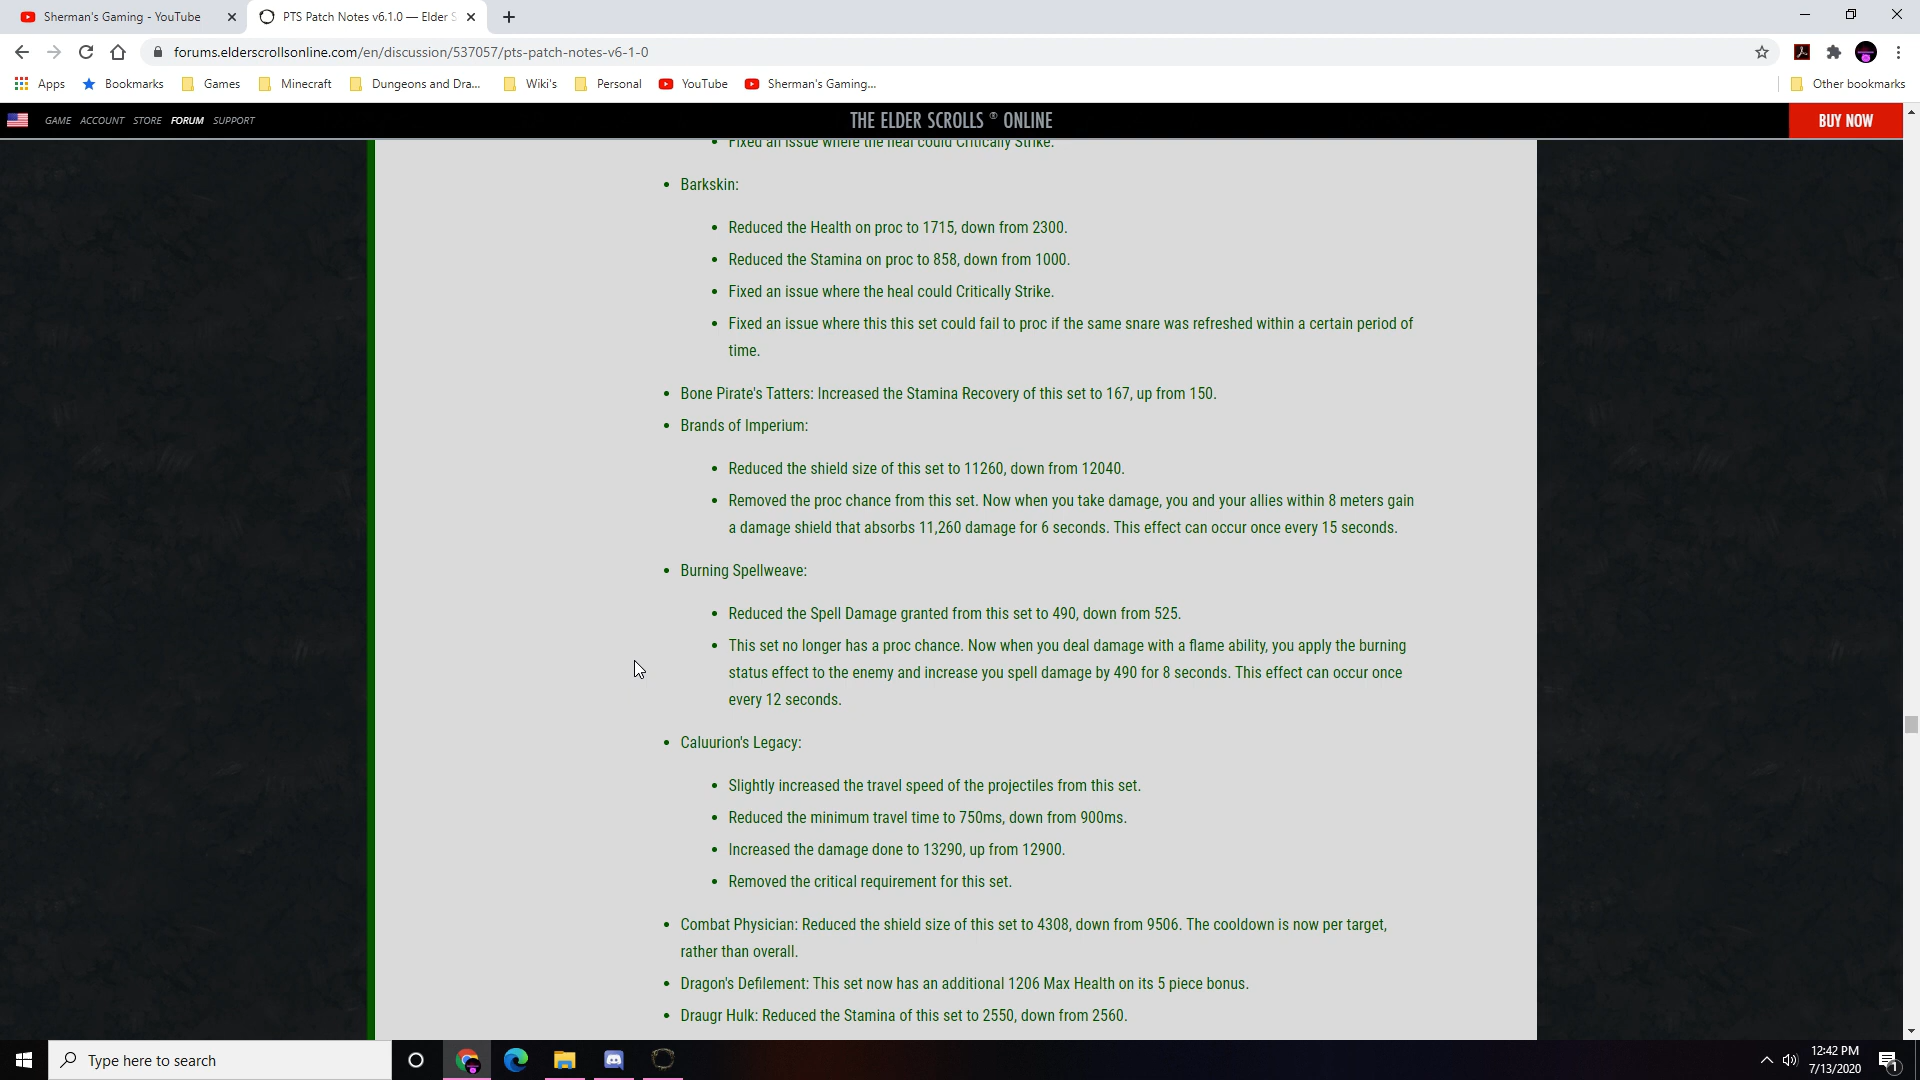 Sherman's Gaming - YouTube
PTS Patch Notes v6.1.0 — Elder S
forums.elderscrollsonline.com/en/discussion/537057/pts-patch-notes-v6-1-0
Apps Bookmarks Games Minecraft Dungeons and Dra... Wiki's Personal YouTube Sherman's Gaming... Other bookmarks
GAME ACCOUNT STORE FORUM SUPPORT THE ELDER SCROLLS ® ONLINE BUY NOW
Fixed an issue where the heal could Critically Strike.
Barkskin:
Reduced the Health on proc to 1715, down from 2300.
Reduced the Stamina on proc to 858, down from 1000.
Fixed an issue where the heal could Critically Strike.
Fixed an issue where this this set could fail to proc if the same snare was refreshed within a certain period of
time.
Bone Pirate's Tatters: Increased the Stamina Recovery of this set to 167, up from 150.
Brands of Imperium:
Reduced the shield size of this set to 11260, down from 12040.
Removed the proc chance from this set. Now when you take damage, you and your allies within 8 meters gain
a damage shield that absorbs 11,260 damage for 6 seconds. This effect can occur once every 15 seconds.
Burning Spellweave:
Reduced the Spell Damage granted from this set to 490, down from 525.
This set no longer has a proc chance. Now when you deal damage with a flame ability, you apply the burning
status effect to the enemy and increase you spell damage by 490 for 8 seconds. This effect can occur once
every 12 seconds.
Caluurion's Legacy:
Slightly increased the travel speed of the projectiles from this set.
Reduced the minimum travel time to 750ms, down from 900ms.
Increased the damage done to 13290, up from 12900.
Removed the critical requirement for this set.
Combat Physician: Reduced the shield size of this set to 4308, down from 9506. The cooldown is now per target,
rather than overall.
Dragon's Defilement: This set now has an additional 1206 Max Health on its 5 piece bonus.
Draugr Hulk: Reduced the Stamina of this set to 2550, down from 2560.
Type here to search
12:42 PM
7/13/2020
1